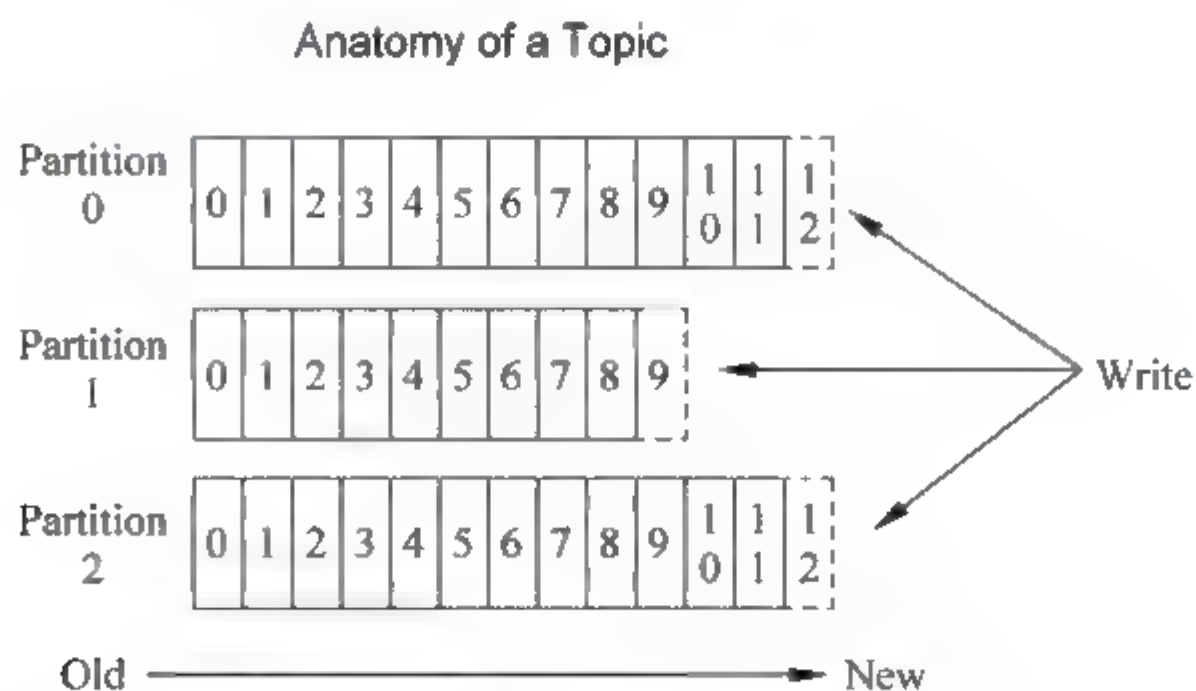 Anatomy of a Topic
Partition
0
0 1 2 3 4 5 6 7 8 9 10 11 12
Partition
1
0 1 2 3 4 5 6 7 8 9
Write
Partition
2
0 1 2 3 4 5 6 7 8 9 10 11 12
Old New